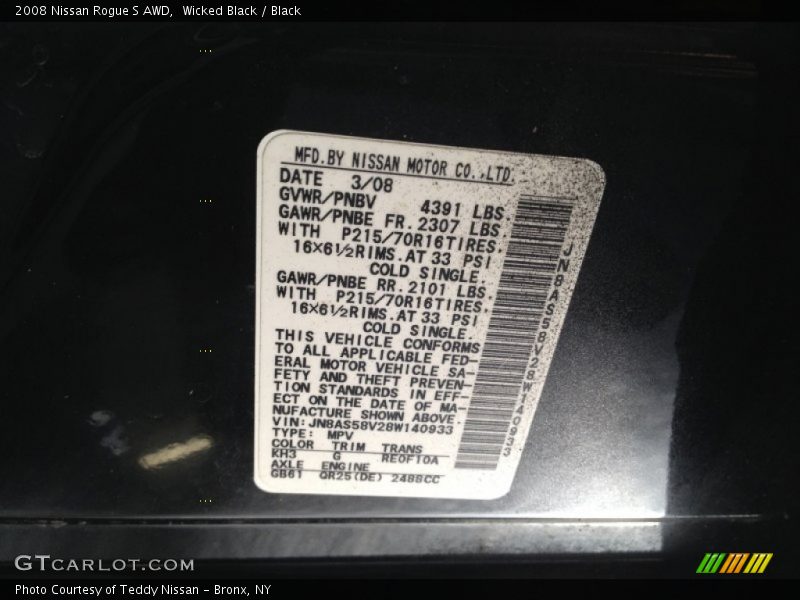 2008 Nissan Rogue S AWD,  Wicked Black / Black
MFD.BY NISSAN MOTOR CO.,LTD.
DATE 3/08
GVWR/PNBV 4391 LBS.
GAWR/PNBE FR. 2307 LBS.
WITH P215/70R16TIRES.
16×6½RIMS.AT 33 PSI
COLD SINGLE.
GAWR/PNBE RR. 2101 LBS.
WITH P215/70R16TIRES.
16×6½RIMS.AT 33 PSI
COLD SINGLE.
THIS VEHICLE CONFORMS
TO ALL APPLICABLE FED-
ERAL MOTOR VEHICLE SA-
FETY AND THEFT PREVEN-
TION STANDARDS IN EFF-
ECT ON THE DATE OF MA-
NUFACTURE SHOWN ABOVE.
VIN: JN8AS58V28W140933
TYPE: MPV
COLOR TRIM TRANS
KH3 G RE0F10A
AXLE ENGINE
GB61 QR25(DE) 2488CC
JN8AS58V28W140933
GTCARLOT.COM
Photo Courtesy of Teddy Nissan – Bronx, NY